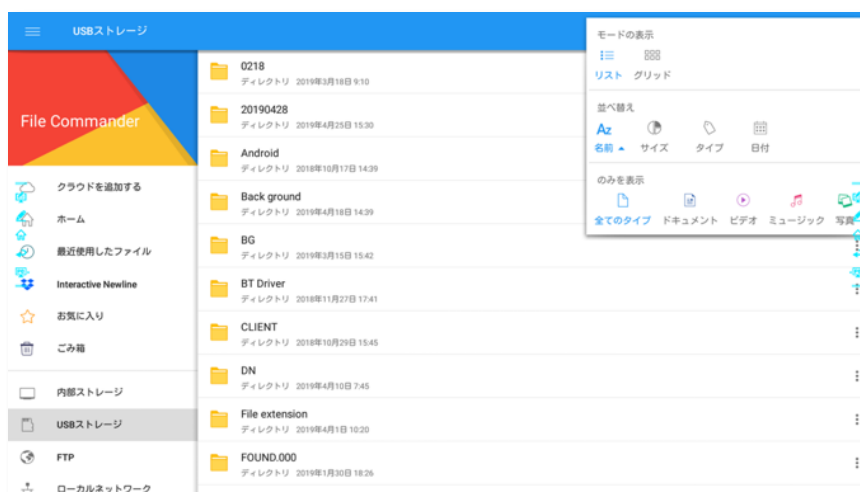 USBストレージ
File Commander
クラウドを追加する
ホーム
最近使用したファイル
Interactive Newline
お気に入り
ごみ箱
内部ストレージ
USBストレージ
FTP
ローカルネットワーク
0218
ディレクトリ 2019年3月18日 9:10
20190428
ディレクトリ 2019年4月25日 15:30
Android
ディレクトリ 2018年10月17日 14:39
Back ground
ディレクトリ 2019年4月18日 14:39
BG
ディレクトリ 2019年3月15日 15:42
BT Driver
ディレクトリ 2018年11月27日 17:41
CLIENT
ディレクトリ 2018年10月29日 15:45
DN
ディレクトリ 2019年4月10日 7:45
File extension
ディレクトリ 2019年4月1日 10:20
FOUND.000
ディレクトリ 2019年1月30日 18:26
モードの表示
リスト グリッド
並べ替え
Az
名前 サイズ タイプ 日付
のみを表示
全てのタイプ ドキュメント ビデオ ミュージック 写真